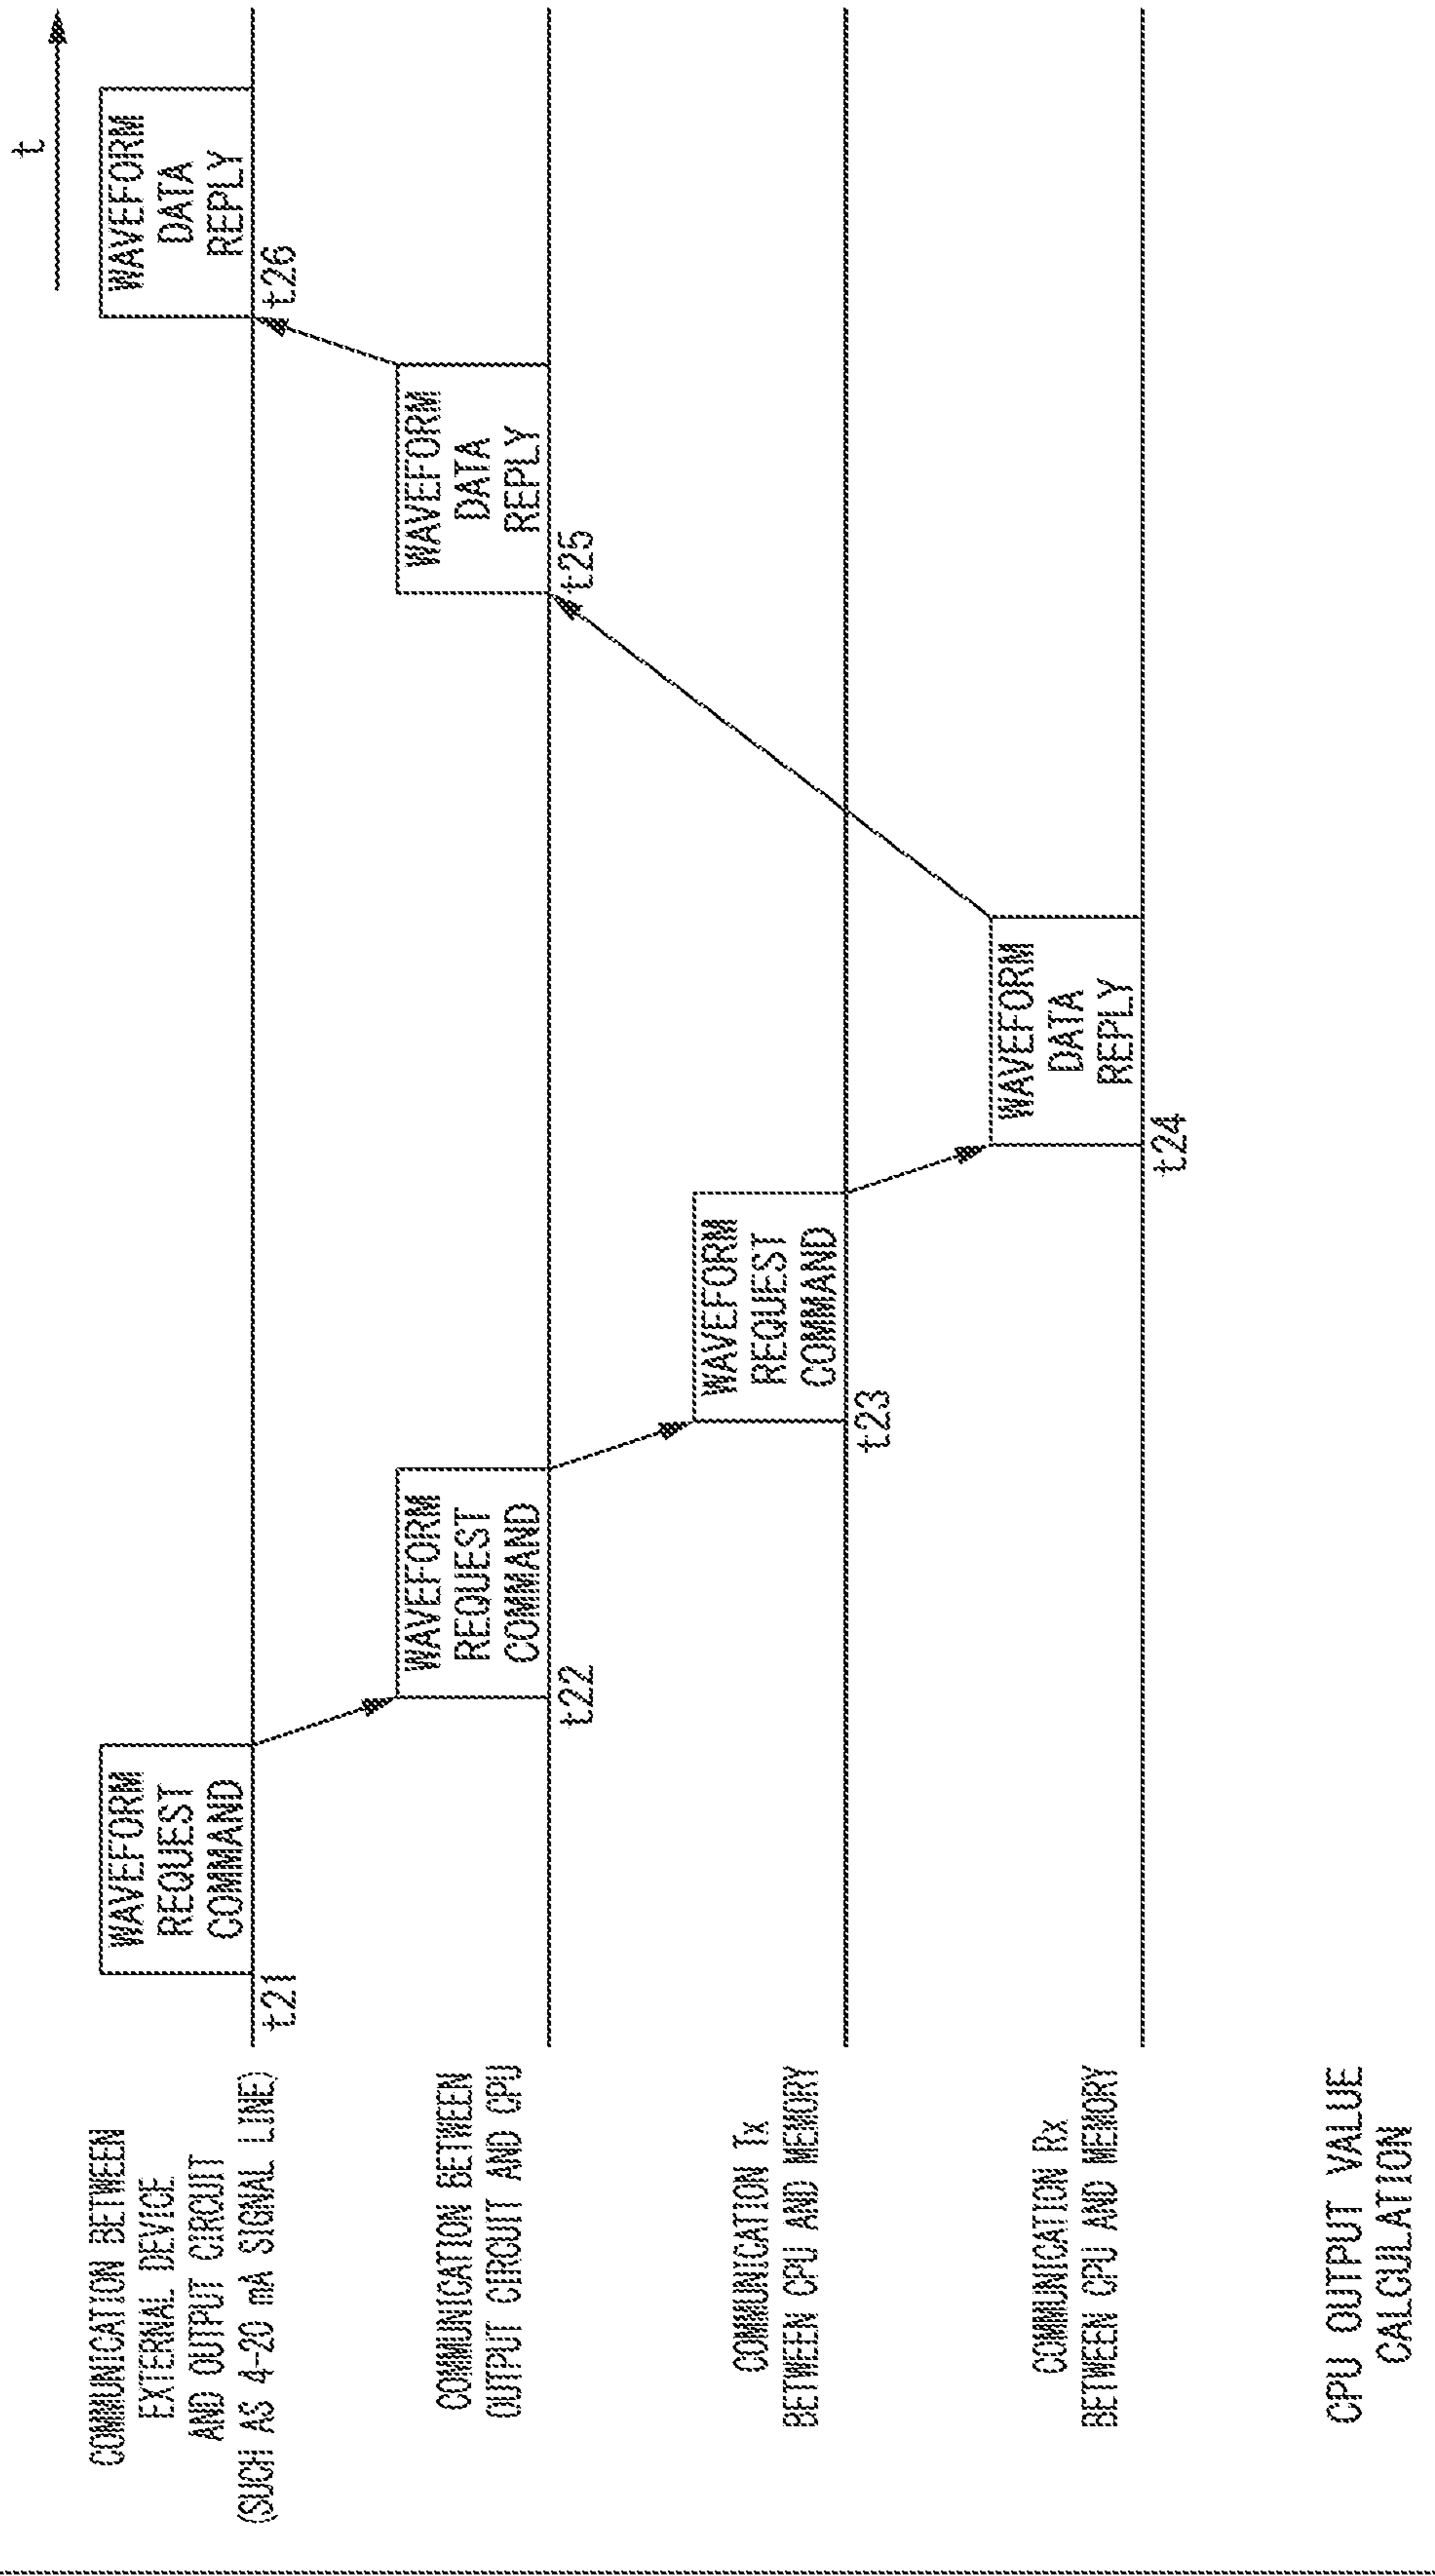 t
COMMUNICATION BETWEEN
EXTERNAL DEVICE
AND OUTPUT CIRCUIT
(SUCH AS 4-20 mA SIGNAL LINE)
WAVEFORM
REQUEST
COMMAND
t21
WAVEFORM
DATA
REPLY
t26
COMMUNICATION BETWEEN
OUTPUT CIRCUIT AND CPU
WAVEFORM
REQUEST
COMMAND
t22
WAVEFORM
DATA
REPLY
t25
COMMUNICATION Tx
BETWEEN CPU AND MEMORY
WAVEFORM
REQUEST
COMMAND
t23
COMMUNICATION Rx
BETWEEN CPU AND MEMORY
WAVEFORM
DATA
REPLY
t24
CPU OUTPUT VALUE
CALCULATION